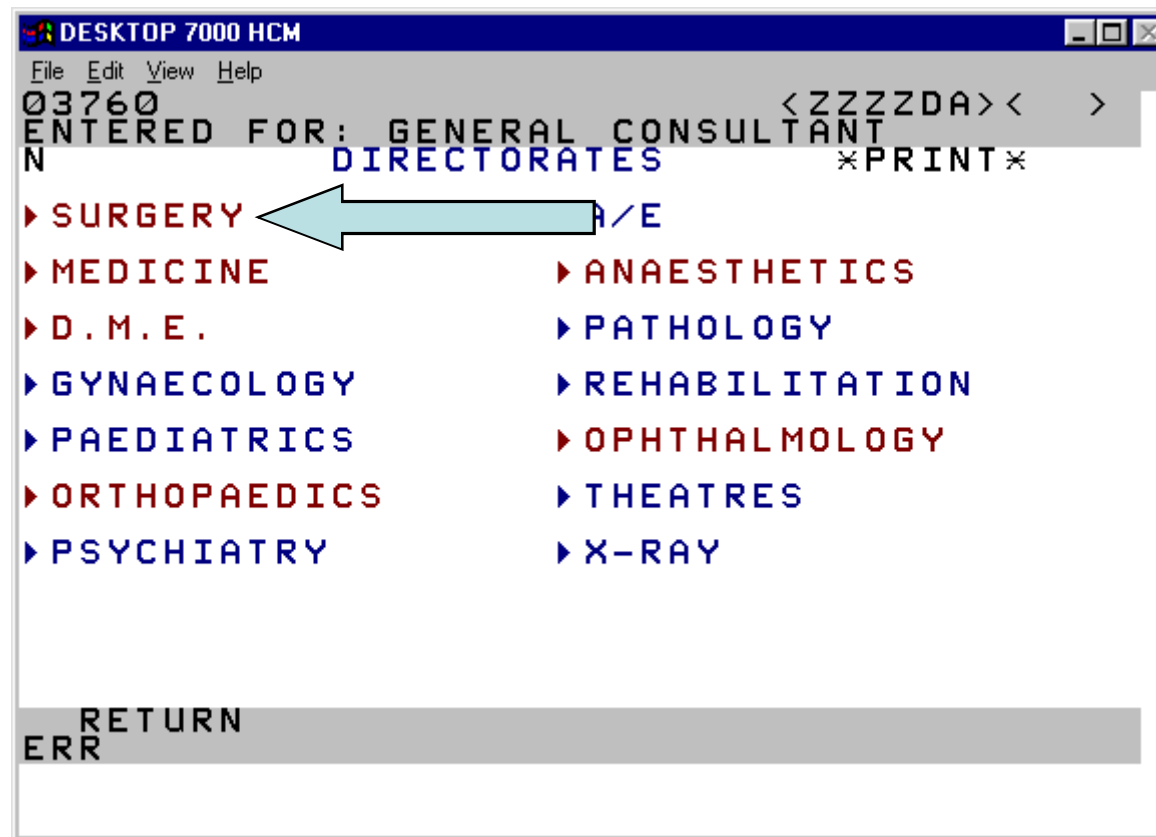 DESKTOP 7000 HCM
File Edit View Help
03760 <ZZZZDA>< >
ENTERED FOR: GENERAL CONSULTANT
N DIRECTORATES *PRINT*
SURGERY A/E
MEDICINE ANAESTHETICS
D.M.E. PATHOLOGY
GYNAECOLOGY REHABILITATION
PAEDIATRICS OPHTHALMOLOGY
ORTHOPAEDICS THEATRES
PSYCHIATRY X-RAY
RETURN
ERR